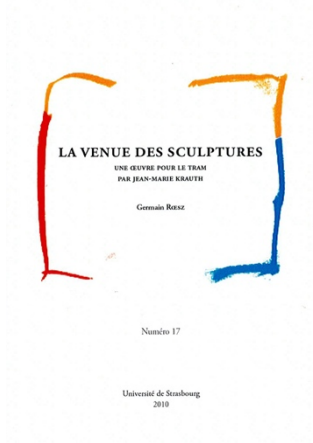 LA VENUE DES SCULPTURES
UNE ŒUVRE POUR LE TRAM
PAR JEAN-MARIE KRAUTH
Germain Rœsz
Numéro 17
Université de Strasbourg
2010